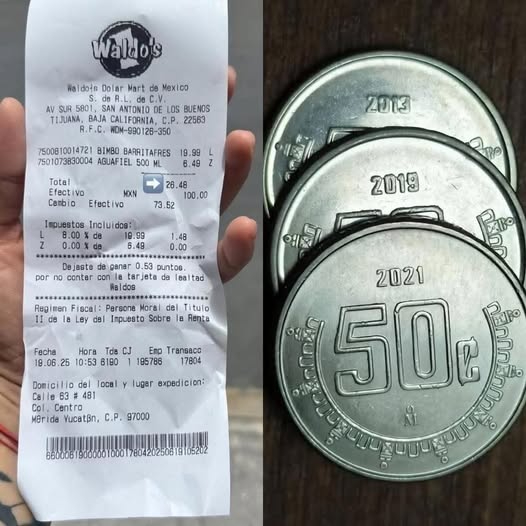 Waldo's
Waldo's Dolar Mart de Mexico
S. de R.L. de C.V.
AV SUR 5801, SAN ANTONIO DE LOS BUENOS
TIJUANA, BAJA CALIFORNIA, C.P. 22563
R.F.C. WDM-990126-350
7500810014721 BIMBO BARRITAFRES 19.99 L
7501073830004 AGUAFIEL 500 ML 6.49 Z
Total 26.48
Efectivo MXN 100.00
Cambio Efectivo 73.52
Impuestos Incluidos:
L 8.00 % de 19.99 1.48
Z 0.00 % de 6.49 0.00
Dejaste de ganar 0.53 puntos.
por no contar con la tarjeta de lealtad
Waldos
Regimen Fiscal: Persona Moral del Titulo
II de la Ley del Impuesto Sobre la Renta
Fecha Hora Tda CJ Emp Transacc
19.06.25 10:53 6190 1 195786 17804
Domicilio del local y lugar expedicion:
Calle 63 # 481
Col. Centro
Mérida Yucatán, C.P. 97000
660006190000010001780420250619105202
2013
2019
2021
50¢
M